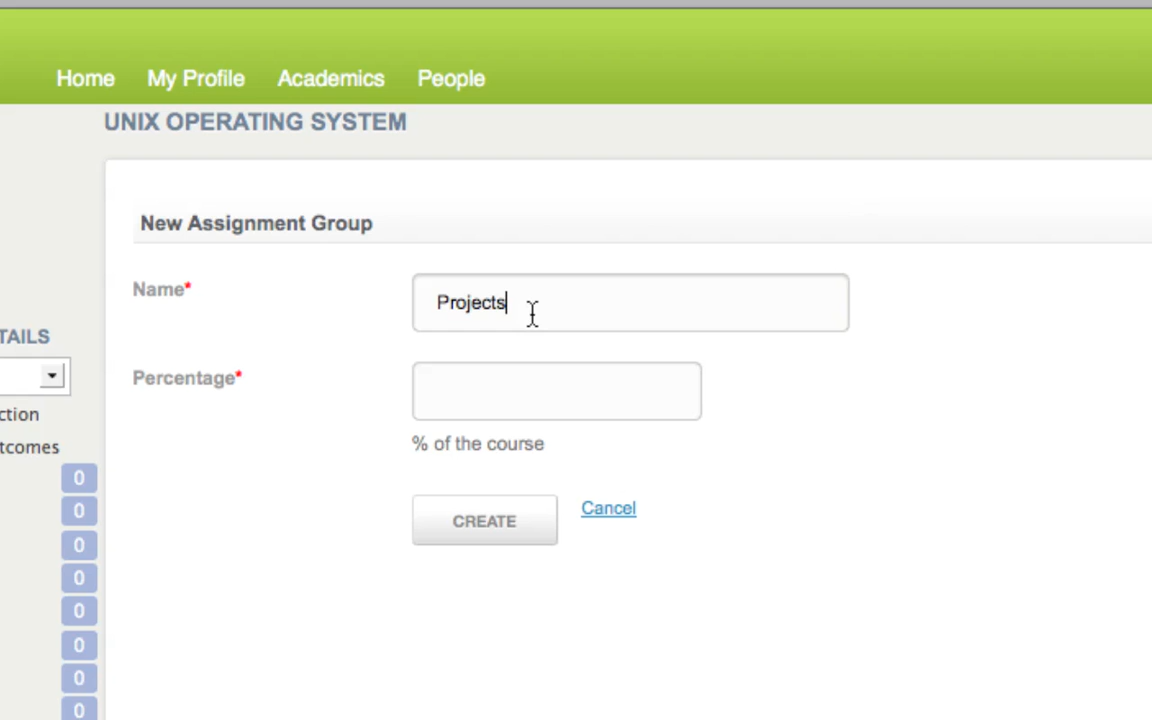 Home My Profile Academics People
UNIX OPERATING SYSTEM
New Assignment Group
Name*
Projects
TAILS
Percentage*
ction
% of the course
tcomes
0
0
CREATE Cancel
0
0
0
0
0
0